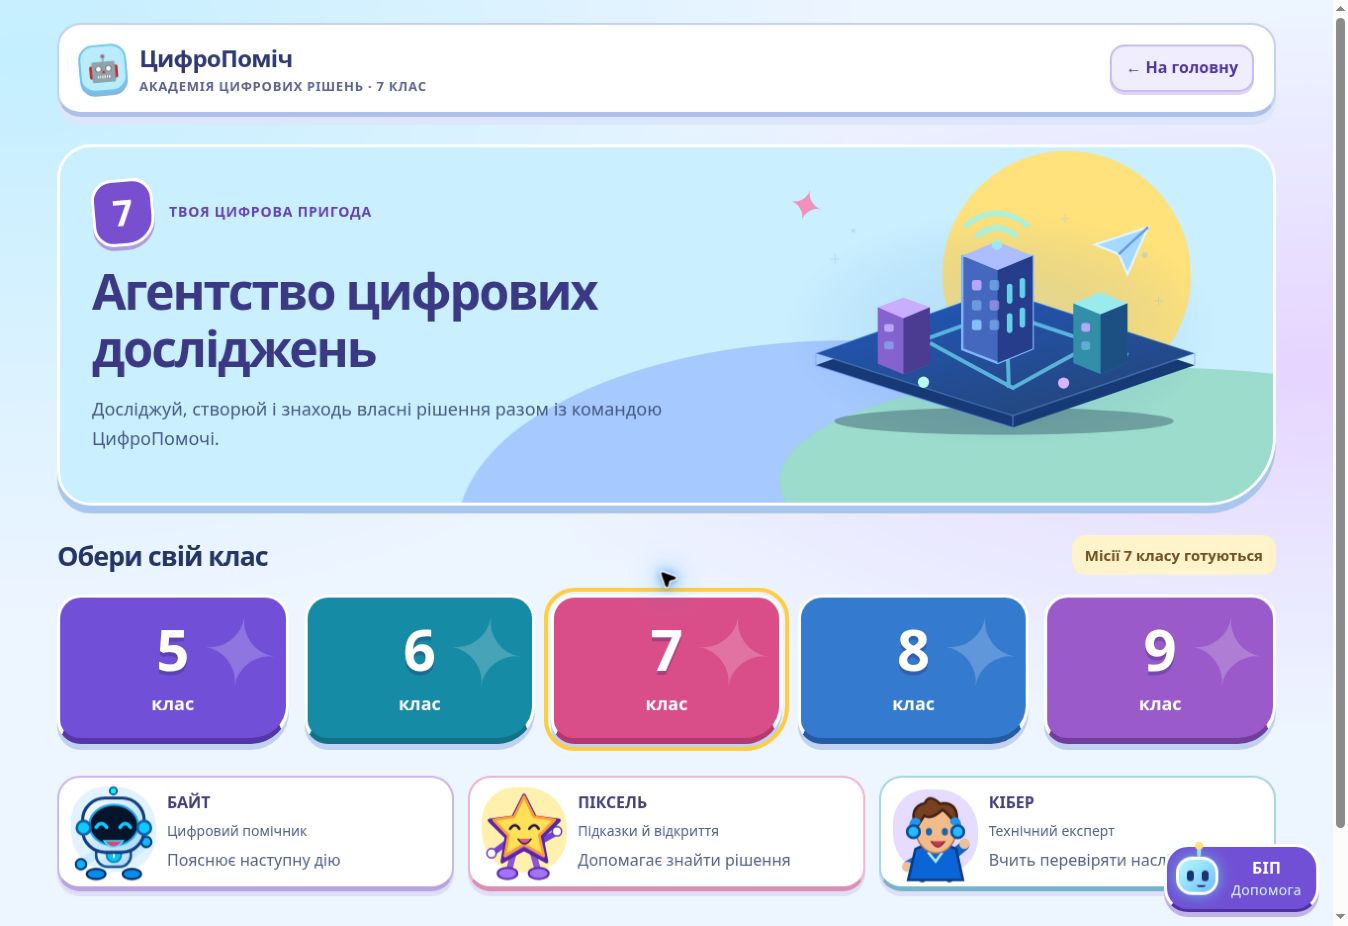 ЦифроПоміч
АКАДЕМІЯ ЦИФРОВИХ РІШЕНЬ · 7 КЛАС
← На головну
7
ТВОЯ ЦИФРОВА ПРИГОДА
Агентство цифрових
досліджень
Досліджуй, створюй і знаходь власні рішення разом із командою
ЦифроПомочі.
Обери свій клас
Місії 7 класу готуються
5
клас
6
клас
7
клас
8
клас
9
клас
БАЙТ
Цифровий помічник
Пояснює наступну дію
ПІКСЕЛЬ
Підказки й відкриття
Допомагає знайти рішення
КІБЕР
Технічний експерт
Вчить перевіряти
БІП
Допомога